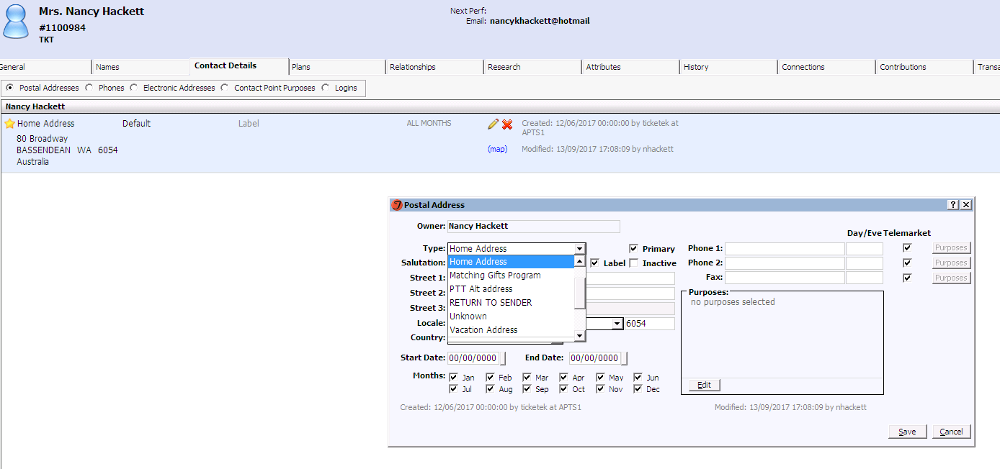 Mrs. Nancy Hackett
#1100984
TKT
Next Perf:
Email: nancykhackett@hotmail
General Names Contact Details Plans Relationships Research Attributes History Connections Contributions Transa
Postal Addresses Phones Electronic Addresses Contact Point Purposes Logins
Nancy Hackett
Home Address Default Label ALL MONTHS Created: 12/06/2017 00:00:00 by ticketek at
APTS1
80 Broadway
BASSENDEAN WA 6054 (map) Modified: 13/09/2017 17:08:09 by nhackett
Australia
Postal Address ?
Owner: Nancy Hackett
Day/Eve Telemarket
Type: Home Address Primary Phone 1: Purposes
Salutation: Home Address Label Inactive Phone 2: Purposes
Street 1: Matching Gifts Program Fax: Purposes
Street 2: PTT Alt address Purposes:
no purposes selected
Street 3: RETURN TO SENDER
Locale: Unknown 6054
Country: Vacation Address
Start Date: 00/00/0000 End Date: 00/00/0000
Months: Jan Feb Mar Apr May Jun
Jul Aug Sep Oct Nov Dec
Edit
Created: 12/06/2017 00:00:00 by ticketek at APTS1 Modified: 13/09/2017 17:08:09 by nhackett
Save Cancel